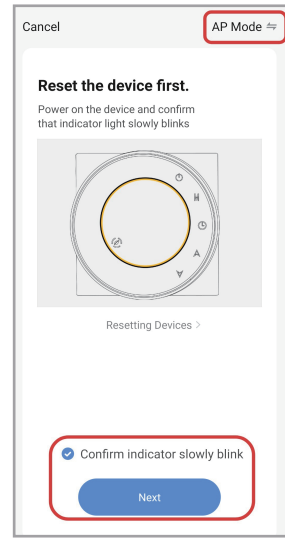 Cancel
AP Mode
Reset the device first.
Power on the device and confirm
that indicator light slowly blinks
M
Resetting Devices >
Confirm indicator slowly blink
Next